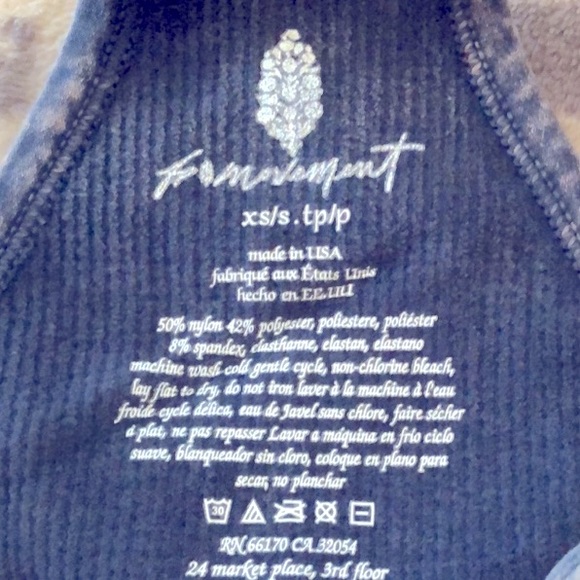 movement
xs/s.tp/p
made in USA
fabriqué aux États Unis
hecho en EE.UU
50% nylon 42% polyester, poliestere, poliéster
8% spandex, elasthanne, elastan, elastano
machine wash cold gentle cycle, non-chlorine bleach,
lay flat to dry, do not iron laver à la machine à l'eau
froide cycle délica, eau de Javel sans chlore, faire sécher
à plat, ne pas repasser Lavar a máquina en frío ciclo
suave, blanqueador sin cloro, coloque en plano para
secar, no planchar
30
RN 66170 CA 32054
24 market place, 3rd floor